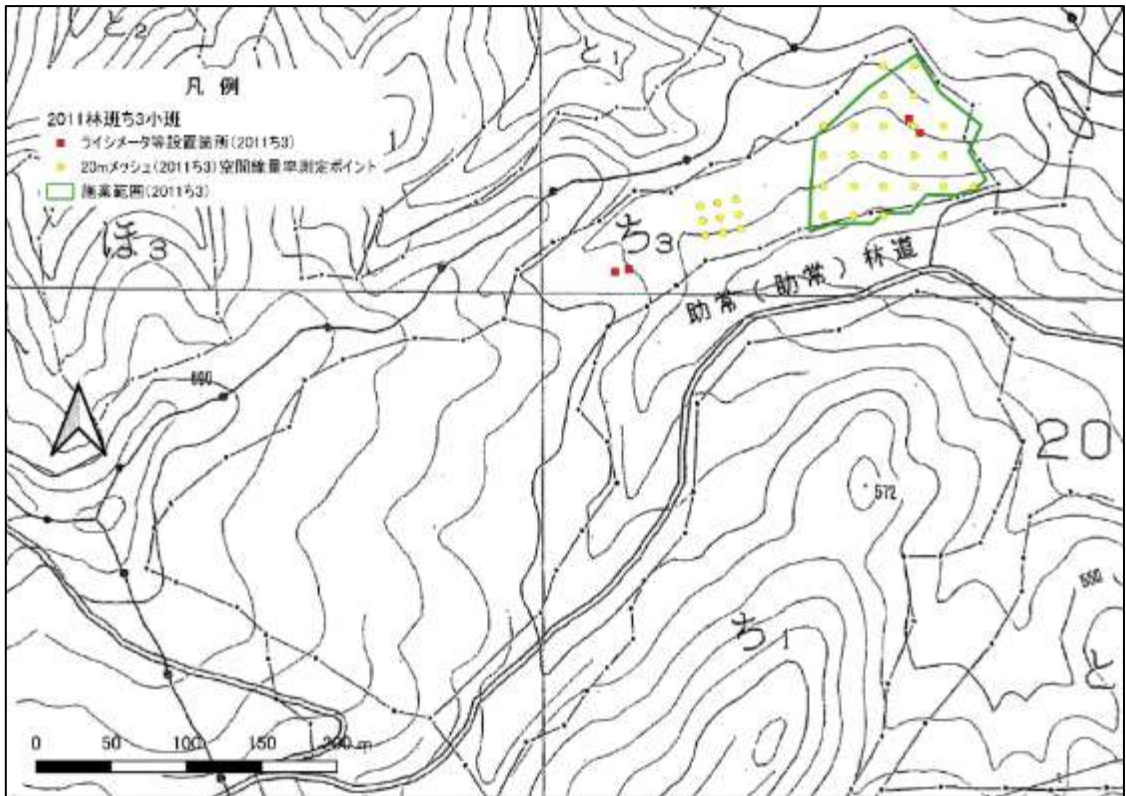 と2
と1
凡 例
2011林班ち3小班
1
ライシメータ等設置箇所(2011ち3)
20mメッシュ(2011ち3)空間線量率測定ポイント
施業範囲(2011ち3)
ほ3
ち3
助常(助常)林道
690
20
572
550
ち1
と
0 50 100 150 200 m